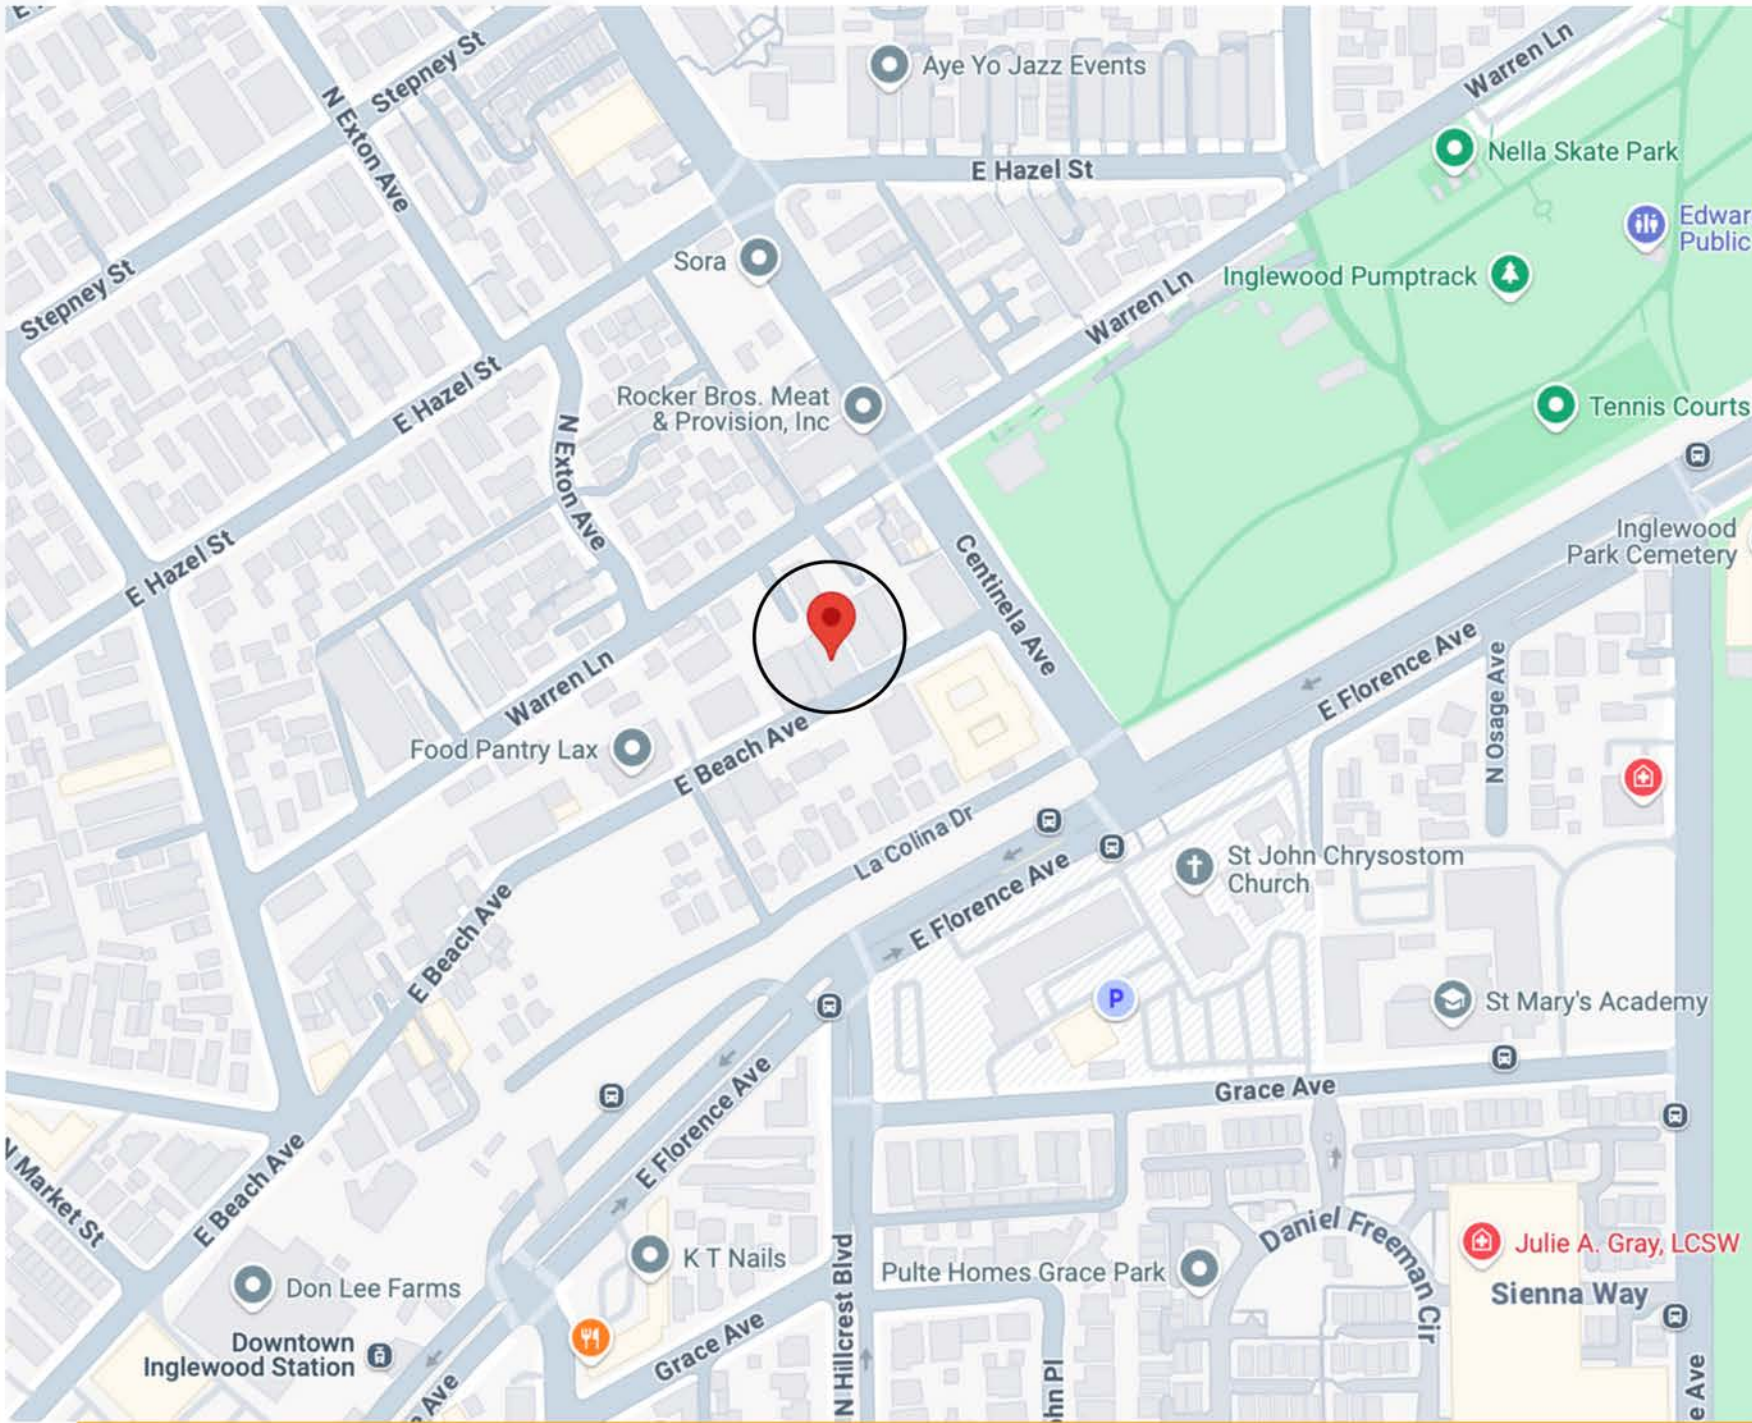 Stepney St
Aye Yo Jazz Events
Warren Ln
N Exton Ave
E Hazel St
Nella Skate Park
Edwar
Public
Sora
Inglewood Pumptrack
Stepney St
Warren Ln
E Hazel St
Rocker Bros. Meat
& Provision, Inc
Tennis Courts
N Exton Ave
Inglewood
Park Cemetery
E Hazel St
Centinela Ave
E Florence Ave
N Osage Ave
Warren Ln
Food Pantry Lax
E Beach Ave
La Colina Dr
St John Chrysostom
Church
E Florence Ave
E Beach Ave
P
St Mary's Academy
Grace Ave
E Florence Ave
N Market St
E Beach Ave
Daniel Freeman Cir
K T Nails
Julie A. Gray, LCSW
N Hillcrest Blvd
Pulte Homes Grace Park
Don Lee Farms
Sienna Way
Downtown
Inglewood Station
Grace Ave
hn Pl
Ave
e Ave